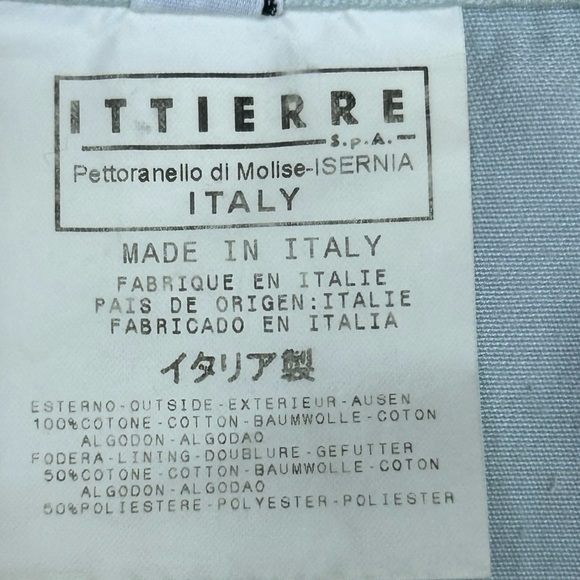 ITTIERRE
S.p.A.
Pettoranello di Molise-ISERNIA
ITALY
MADE IN ITALY
FABRIQUE EN ITALIE
PAIS DE ORIGEN:ITALIE
FABRICADO EN ITALIA
イタリア製
ESTERNO-OUTSIDE-EXTERIEUR-AUSEN
100%COTONE-COTTON-BAUMWOLLE-COTON
ALGODON-ALGODAO
FODERA-LINING-DOUBLURE-GEFUTTER
50%COTONE-COTTON-BAUMWOLLE-COTON
ALGODON-ALGODAO
50%POLIESTERE-POLYESTER-POLIESTER